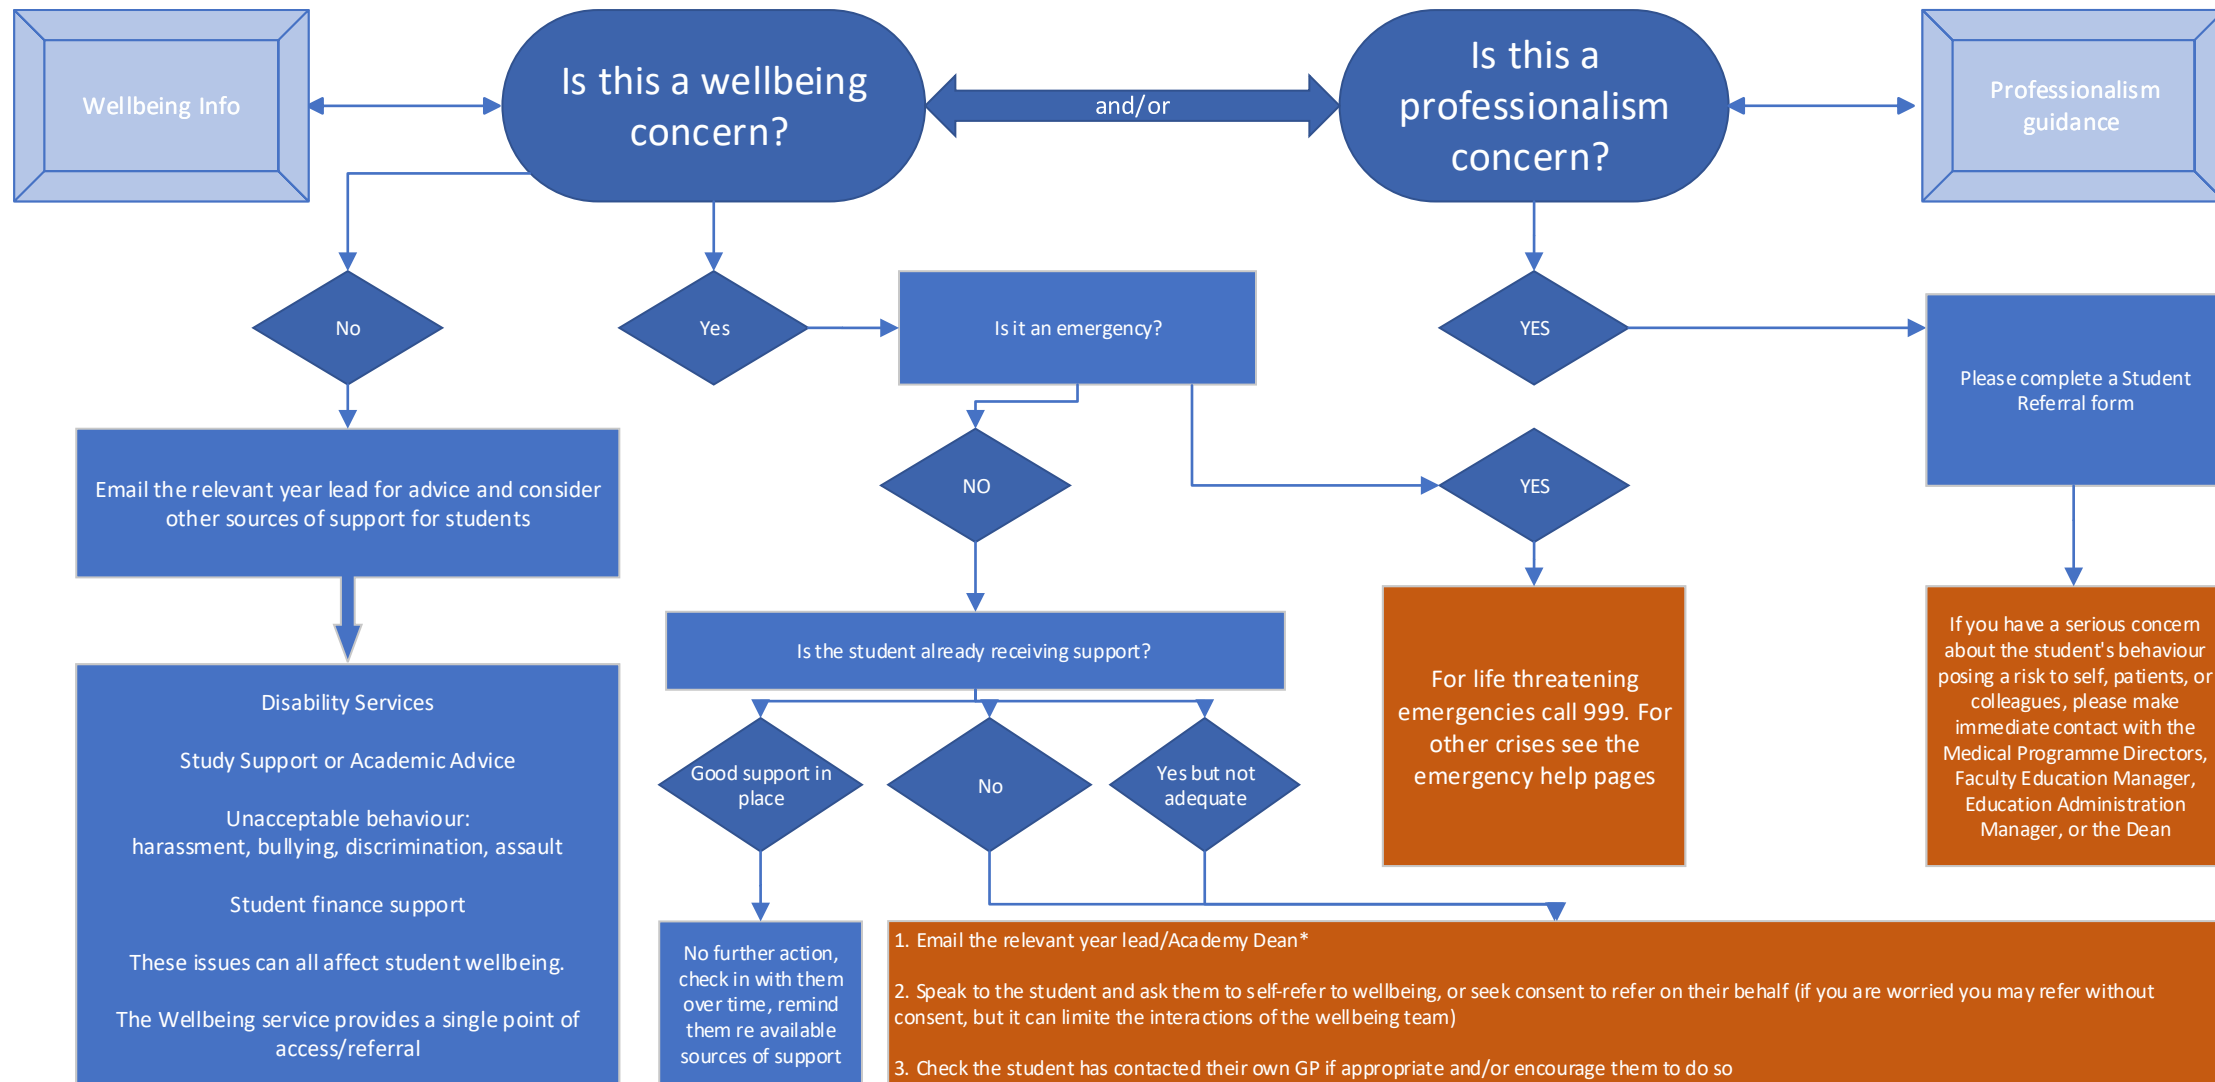 Wellbeing Info
Is this a wellbeing
concern?
and/or
Is this a
professionalism
concern?
Professionalism
guidance
No
Yes
Is it an emergency?
YES
Please complete a Student
Referral form
Email the relevant year lead for advice and consider
other sources of support for students
NO
YES
Is the student already receiving support?
For life threatening
emergencies call 999. For
other crises see the
emergency help pages
If you have a serious concern
about the student's behaviour
posing a risk to self, patients, or
colleagues, please make
immediate contact with the
Medical Programme Directors,
Faculty Education Manager,
Education Administration
Manager, or the Dean
Disability Services
Study Support or Academic Advice
Unacceptable behaviour:
harassment, bullying, discrimination, assault
Student finance support
These issues can all affect student wellbeing.
The Wellbeing service provides a single point of
access/referral
Good support in
place
No
Yes but not
adequate
No further action,
check in with them
over time, remind
them re available
sources of support
1. Email the relevant year lead/Academy Dean*
2. Speak to the student and ask them to self-refer to wellbeing, or seek consent to refer on their behalf (if you are worried you may refer without
consent, but it can limite the interactions of the wellbeing team)
3. Check the student has contacted their own GP if appropriate and/or encourage them to do so